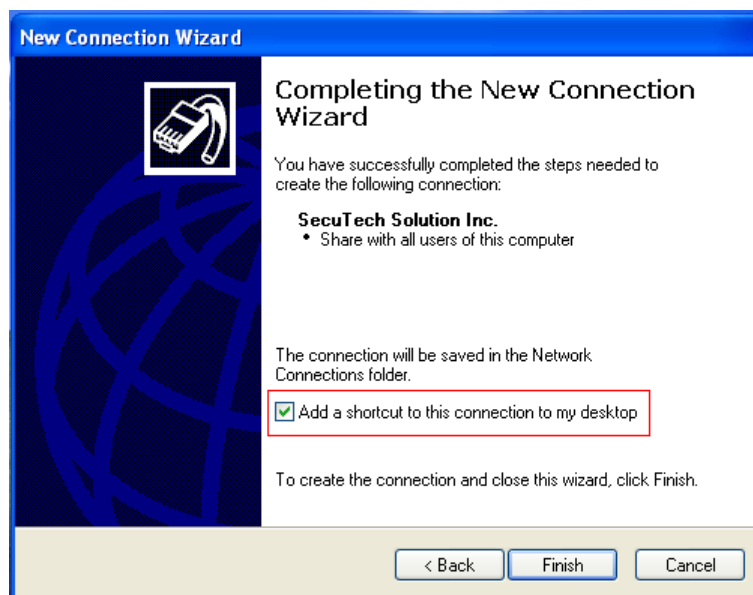 New Connection Wizard
Completing the New Connection
Wizard
You have successfully completed the steps needed to
create the following connection:
SecuTech Solution Inc.
• Share with all users of this computer
The connection will be saved in the Network
Connections folder.
Add a shortcut to this connection to my desktop
To create the connection and close this wizard, click Finish.
< Back Finish Cancel